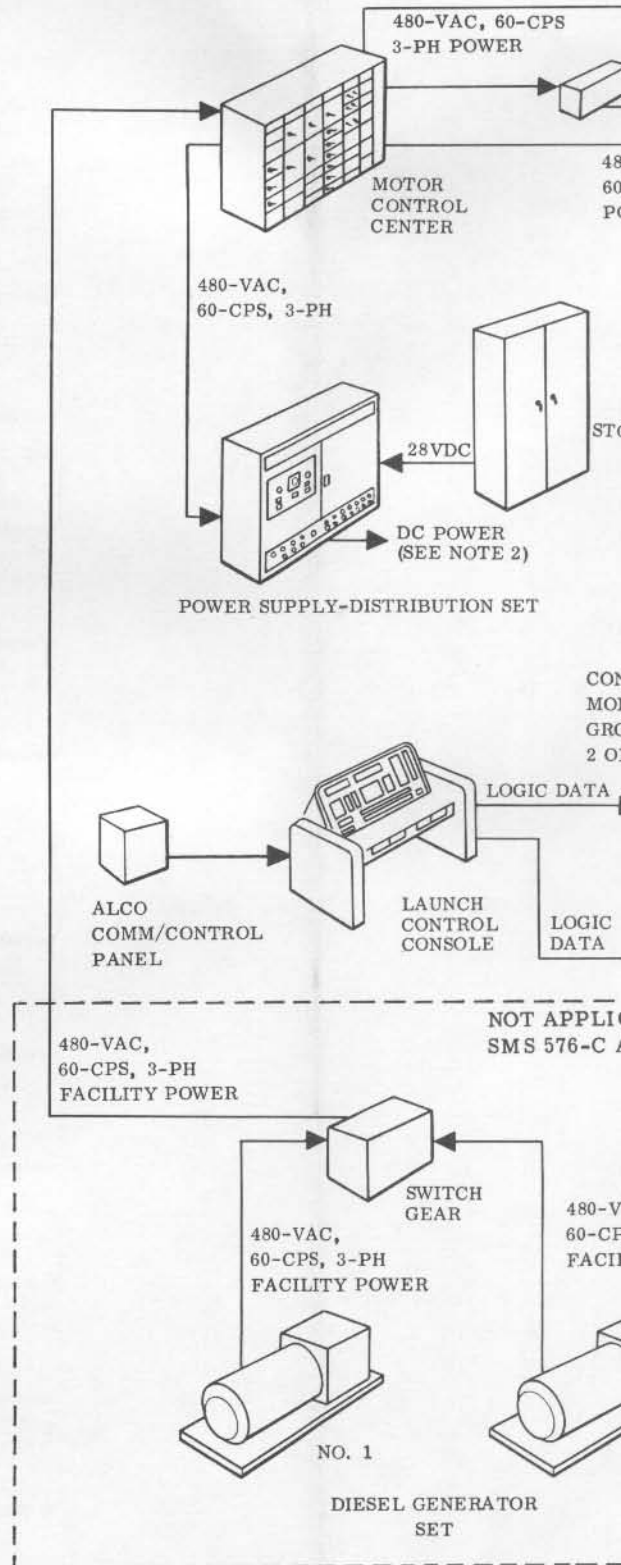 480-VAC, 60-CPS
3-PH POWER
MOTOR
CONTROL
CENTER
480-VAC,
60-CPS, 3-PH
28VDC
DC POWER
(SEE NOTE 2)
POWER SUPPLY-DISTRIBUTION SET
LOGIC DATA
ALCO
COMM/CONTROL
PANEL
LAUNCH
CONTROL
CONSOLE
LOGIC
DATA
NOT
SMS 576-C
480-VAC,
60-CPS, 3-PH
FACILITY POWER
SWITCH
GEAR
480-VAC,
60-CPS, 3-PH
FACILITY POWER
NO. 1
DIESEL GENERATOR
SET